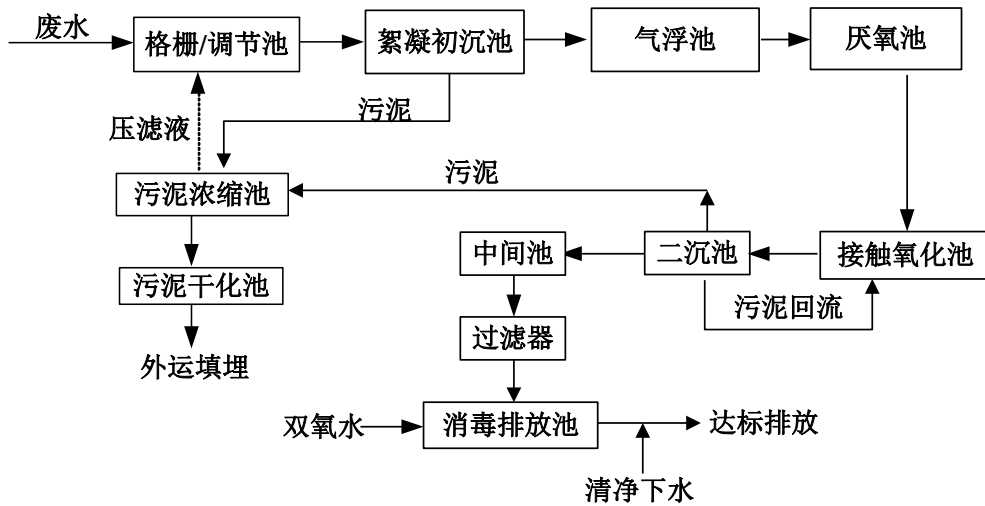 废水
格栅/调节池
絮凝初沉池
气浮池
厌氧池
污泥
压滤液
污泥浓缩池
污泥
中间池
二沉池
接触氧化池
污泥干化池
污泥回流
过滤器
外运填埋
双氧水
消毒排放池
达标排放
清净下水